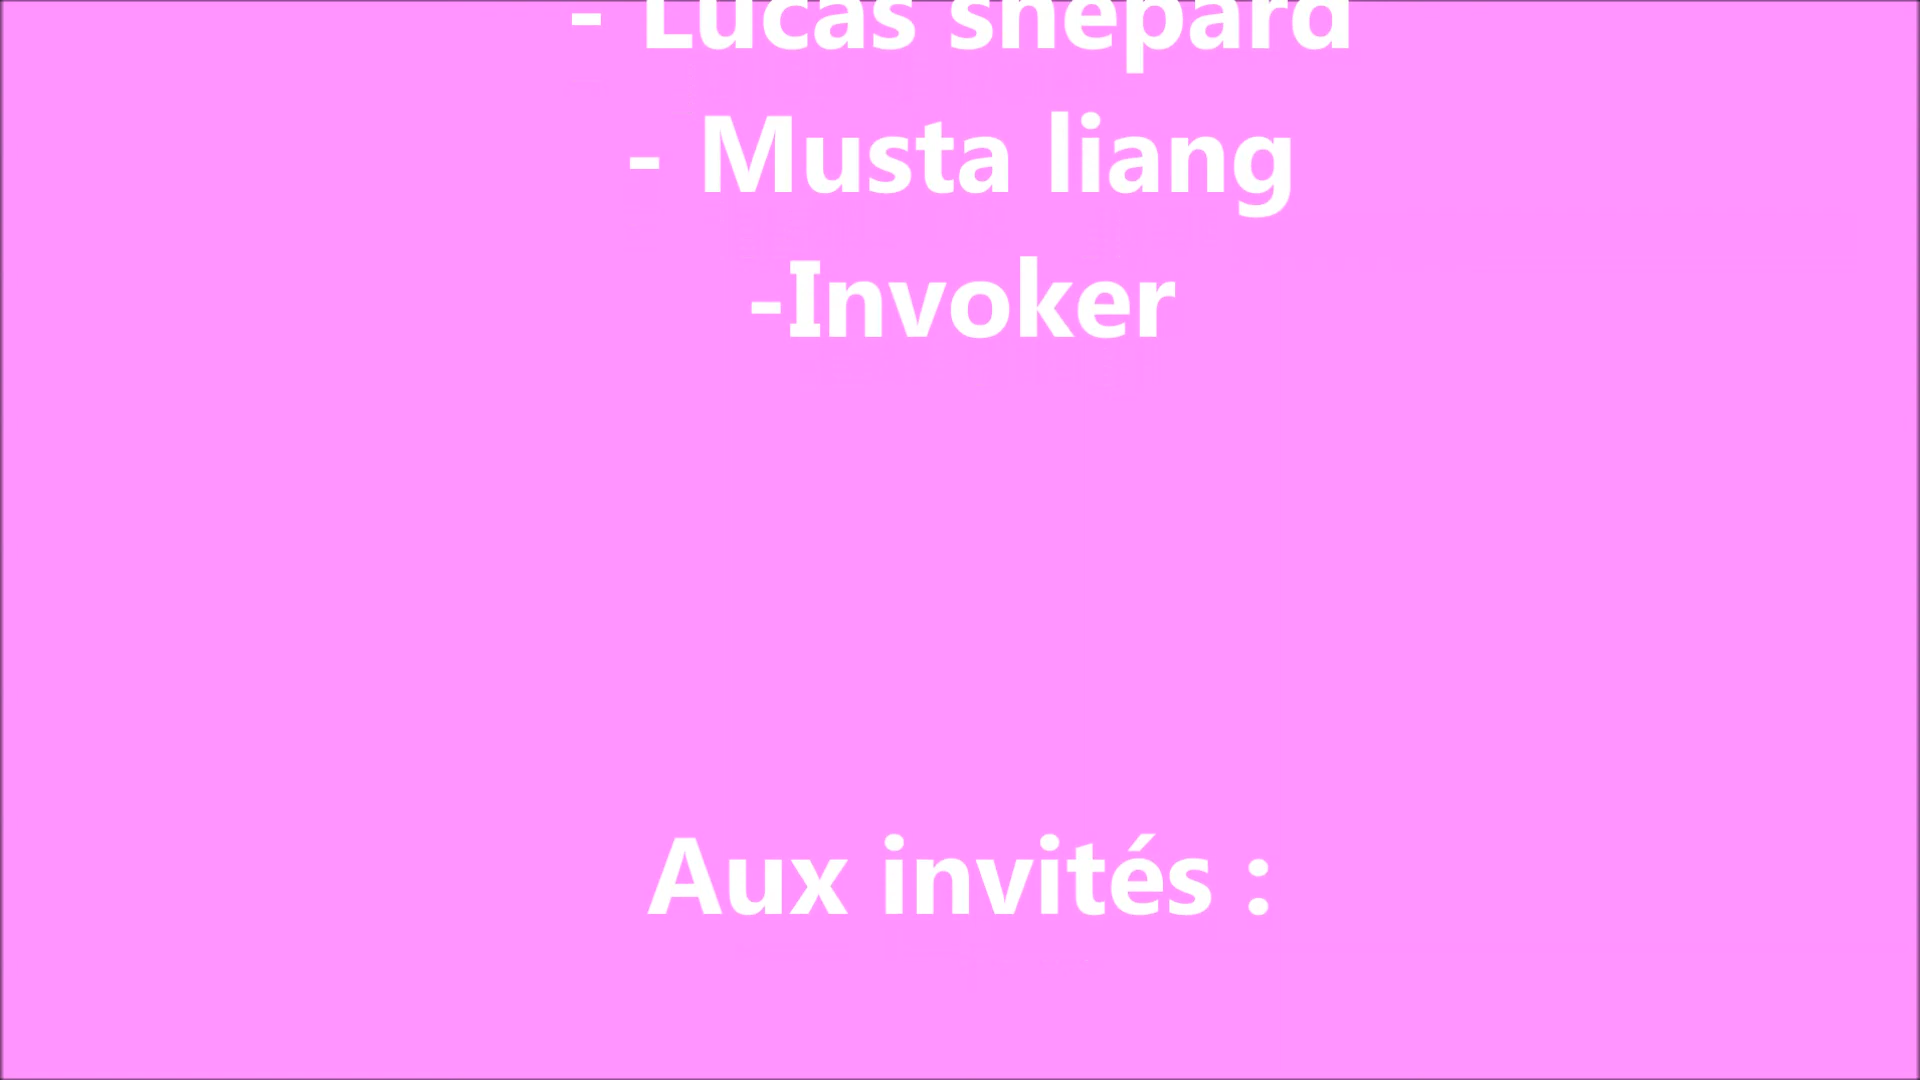 - Lucas shepard
- Musta liang
-Invoker
Aux invités :